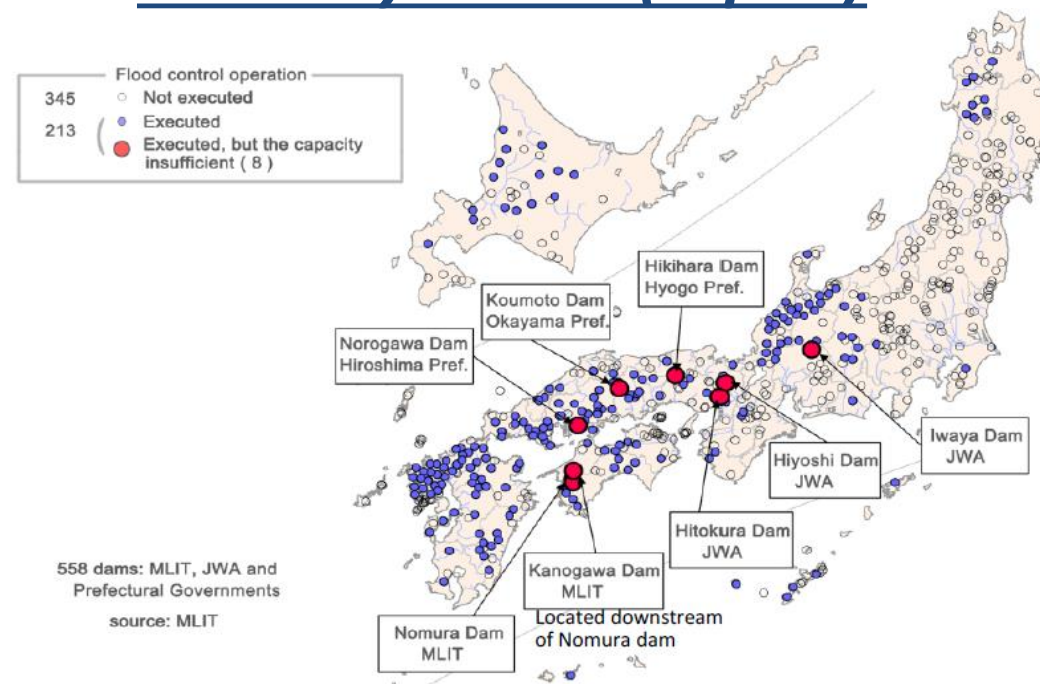 Flood control operation
345 Not executed
213 Executed
Executed, but the capacity
insufficient ( 8 )
Hikihara Dam
Hyogo Pref.
Koumoto Dam
Okayama Pref.
Norogawa Dam
Hiroshima Pref.
Iwaya Dam
JWA
Hiyoshi Dam
JWA
Hitokura Dam
JWA
Kanogawa Dam
MLIT
Located downstream
of Nomura dam
Nomura Dam
MLIT
558 dams: MLIT, JWA and
Prefectural Governments
source: MLIT